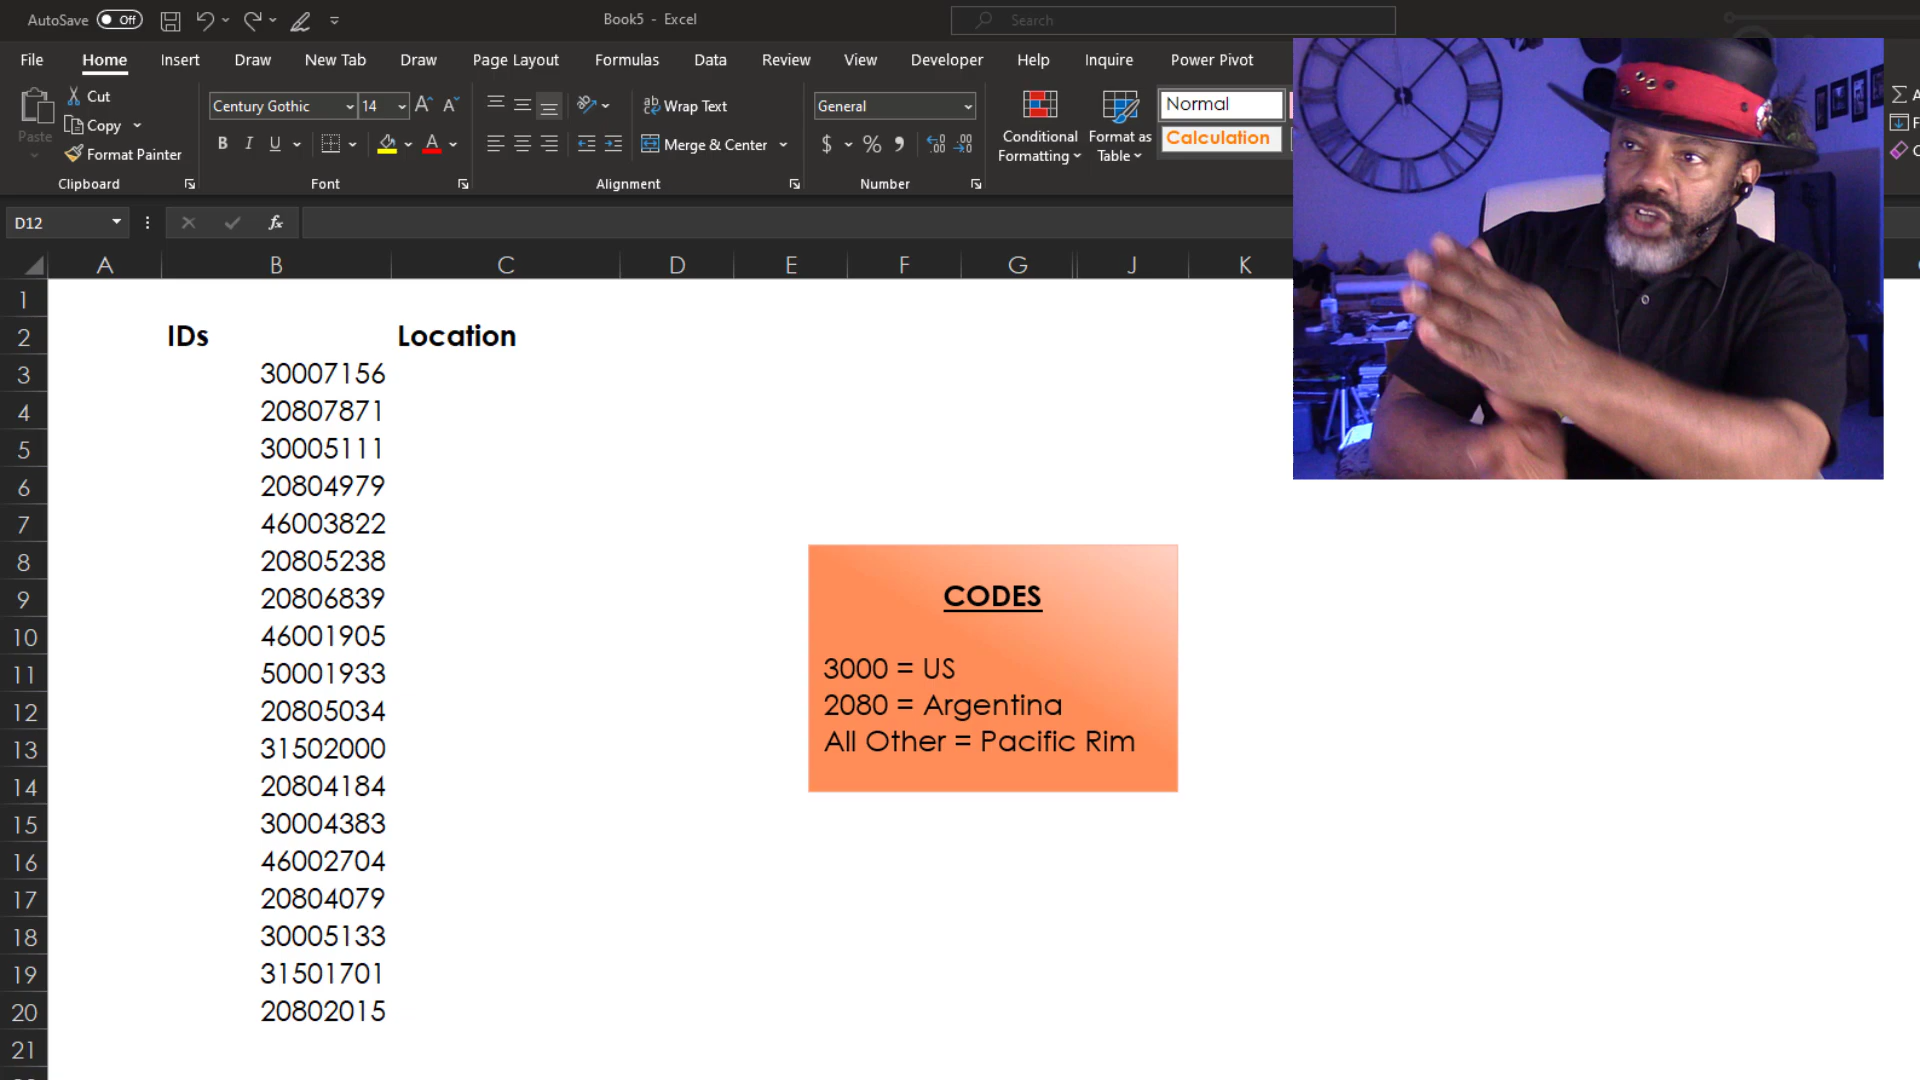 AutoSave Off Book5 - Excel Search
File Home Insert Draw New Tab Draw Page Layout Formulas Data Review View Developer Help Inquire Power Pivot
Paste Cut Copy Format Painter
Century Gothic 14
B I U
Wrap Text
Merge & Center
General
$ %
Conditional Formatting
Format as Table
Normal
Calculation
Clipboard Font Alignment Number
D12 fx
A B C D E F G J K
1
2 IDs Location
3 30007156
4 20807871
5 30005111
6 20804979
7 46003822
8 20805238
9 20806839
10 46001905
11 50001933
12 20805034
13 31502000
14 20804184
15 30004383
16 46002704
17 20804079
18 30005133
19 31501701
20 20802015
21
CODES
3000 = US
2080 = Argentina
All Other = Pacific Rim